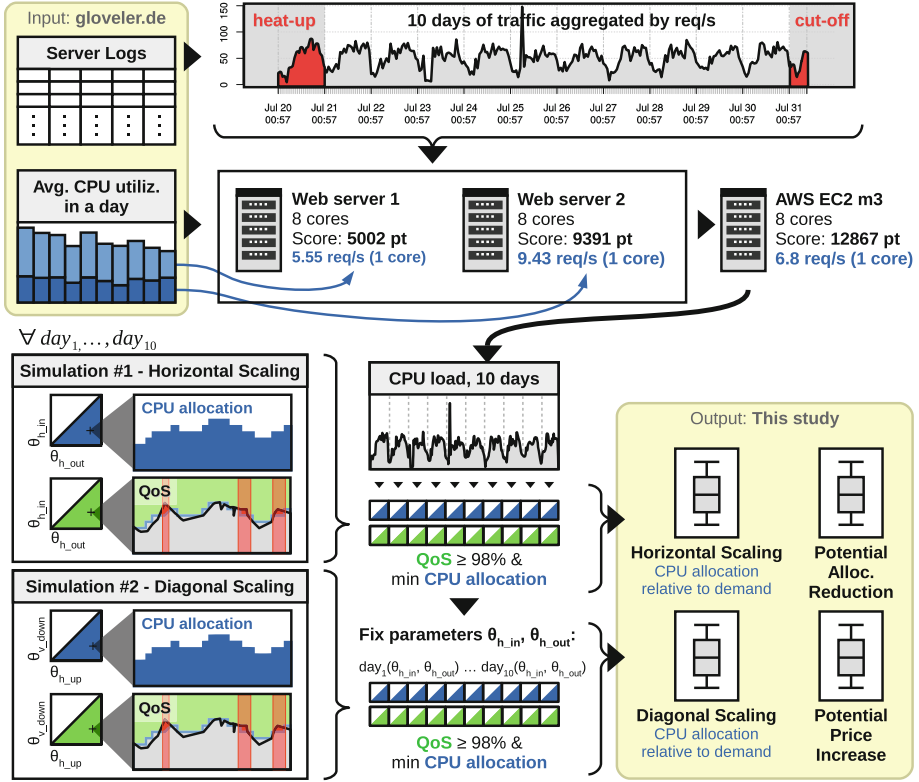 Input: gloveler.de
Server Logs
Avg. CPU utiliz.
in a day
150
100
50
0
heat-up
10 days of traffic aggregated by req/s
cut-off
Jul 20 Jul 21 Jul 22 Jul 23 Jul 24 Jul 25 Jul 26 Jul 27 Jul 28 Jul 29 Jul 30 Jul 31
00:57 00:57 00:57 00:57 00:57 00:57 00:57 00:57 00:57 00:57 00:57 00:57
Web server 1
8 cores
Score: 5002 pt
5.55 req/s (1 core)
Web server 2
8 cores
Score: 9391 pt
9.43 req/s (1 core)
AWS EC2 m3
8 cores
Score: 12867 pt
6.8 req/s (1 core)
∀ day1,…,day10
Simulation #1 - Horizontal Scaling
θh_in
θh_out
CPU allocation
θh_in
θh_out
QoS
Simulation #2 - Diagonal Scaling
θv_down
θh_up
CPU allocation
θv_down
θh_up
QoS
CPU load, 10 days
QoS ≥ 98% &
min CPU allocation
Fix parameters θh_in, θh_out:
day1(θh_in, θh_out) … day10(θh_in, θh_out)
QoS ≥ 98% &
min CPU allocation
Output: This study
Horizontal Scaling
CPU allocation
relative to demand
Potential
Alloc.
Reduction
Diagonal Scaling
CPU allocation
relative to demand
Potential
Price
Increase